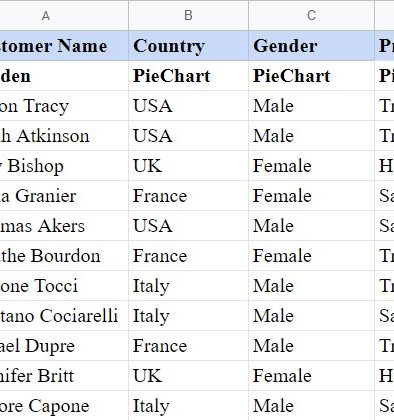 A B C
stomer Name Country Gender Pr
den PieChart PieChart Pi
on Tracy USA Male Tr
h Atkinson USA Male Tr
y Bishop UK Female H
a Granier France Female Sa
mas Akers USA Male Sa
the Bourdon France Female Tr
one Tocci Italy Male Tr
tano Cociarelli Italy Male Sa
ael Dupre France Male Tr
nifer Britt UK Female H
ore Capone Italy Male Sa